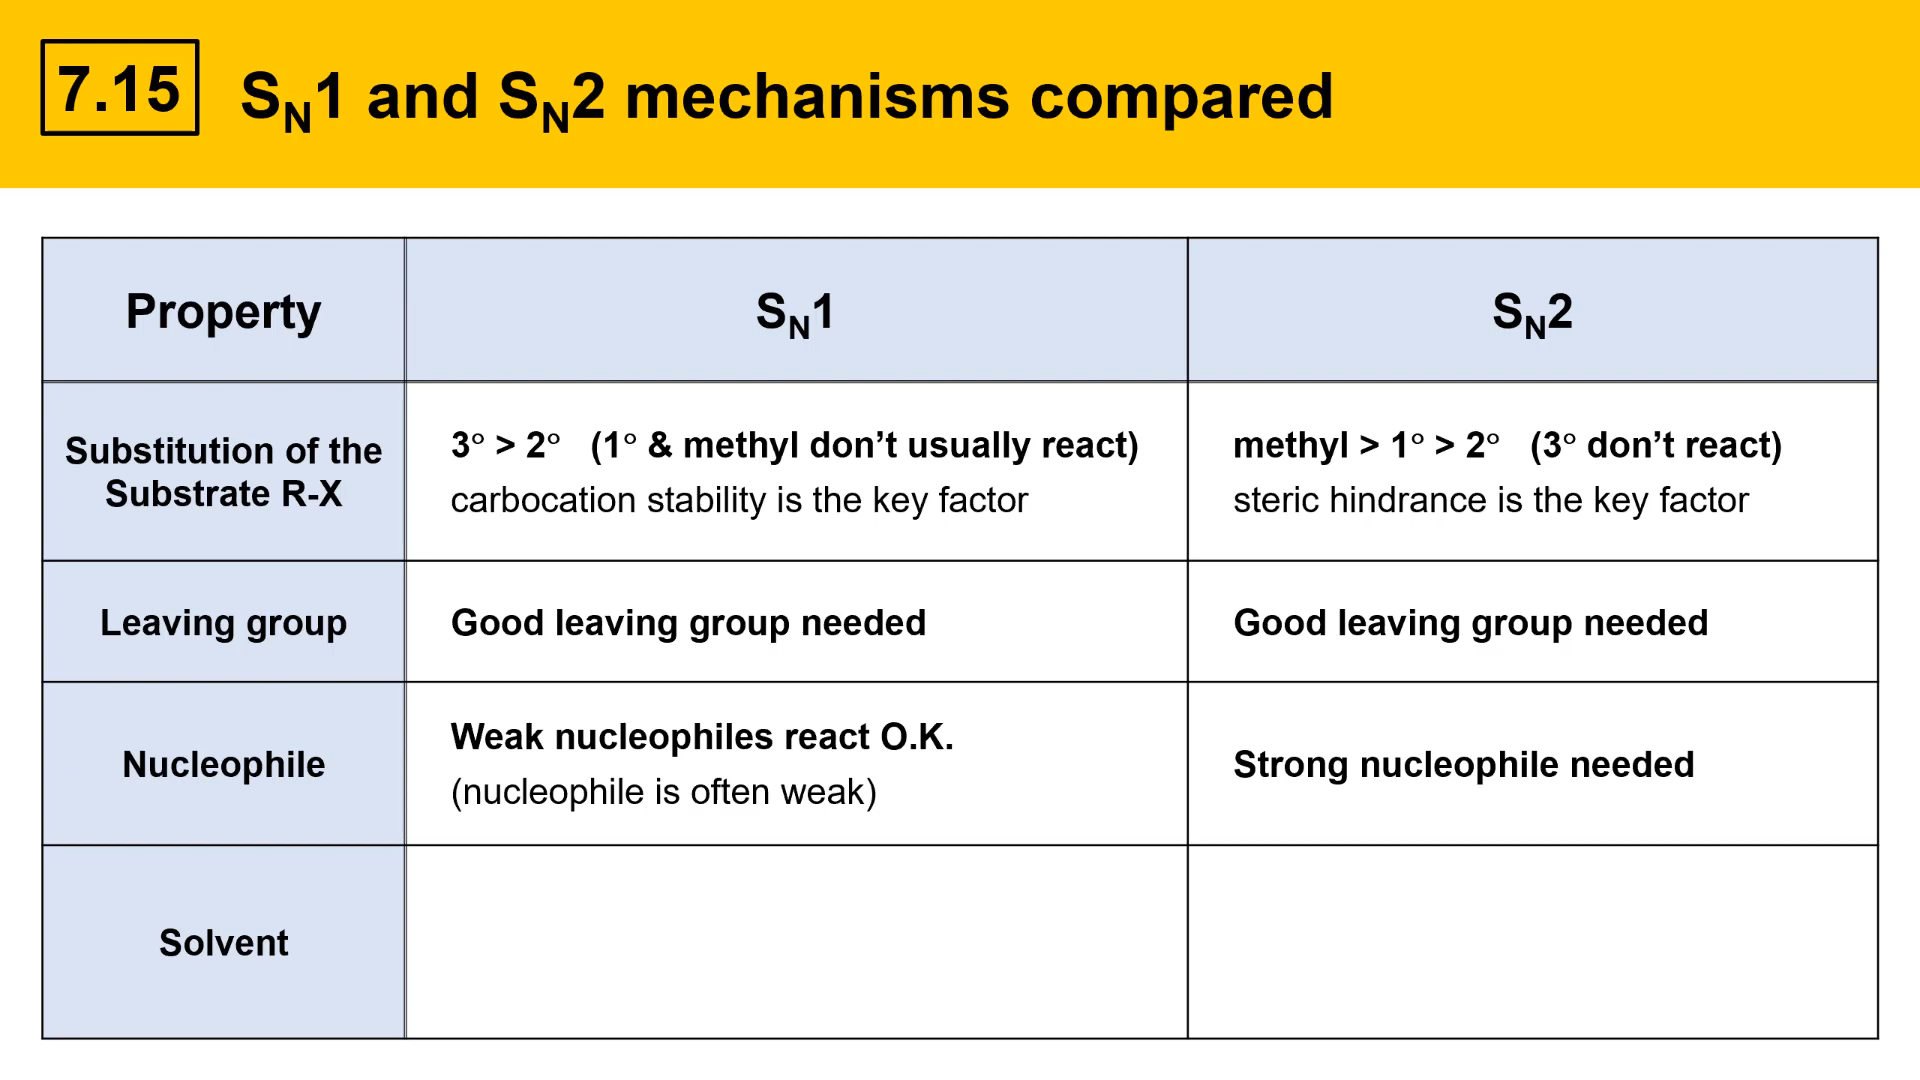 7.15
SN1 and SN2 mechanisms compared
Property
SN1
SN2
Substitution of the
Substrate R-X
3° > 2° (1° & methyl don’t usually react)
carbocation stability is the key factor
methyl > 1° > 2° (3° don’t react)
steric hindrance is the key factor
Leaving group
Good leaving group needed
Good leaving group needed
Nucleophile
Weak nucleophiles react O.K.
(nucleophile is often weak)
Strong nucleophile needed
Solvent